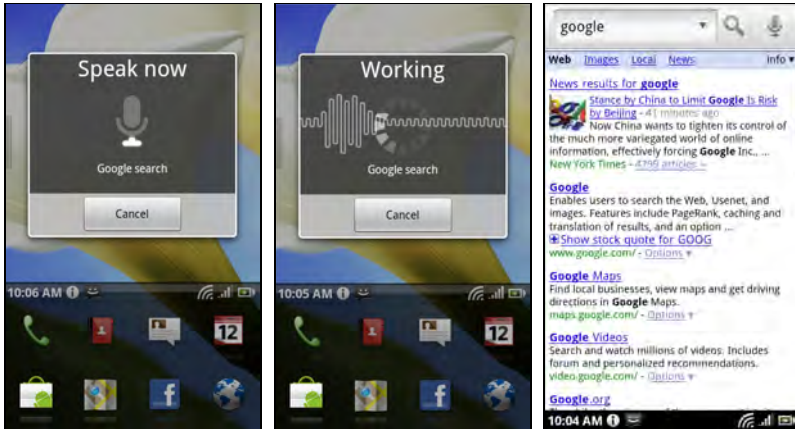 Speak now
Google search
Cancel
10:06 AM
12
f
Working
Google search
Cancel
10:05 AM
12
f
google
Web Images Local News info ▾
News results for google
Stance by China to Limit Google Is Risk
by Beijing - 41 minutes ago
Now China wants to tighten its control of
the much more variegated world of online
information, effectively forcing Google Inc., ...
New York Times - 4299 articles
Google
Enables users to search the Web, Usenet, and
images. Features include PageRank, caching and
translation of results, and an option ...
Show stock quote for GOOG
www.google.com/ - Options ▾
Google Maps
Find local businesses, view maps and get driving
directions in Google Maps.
maps.google.com/ - Options ▾
Google Videos
Search and watch millions of videos. Includes
forum and personalized recommendations.
video.google.com/ - Options ▾
Google.org
10:04 AM